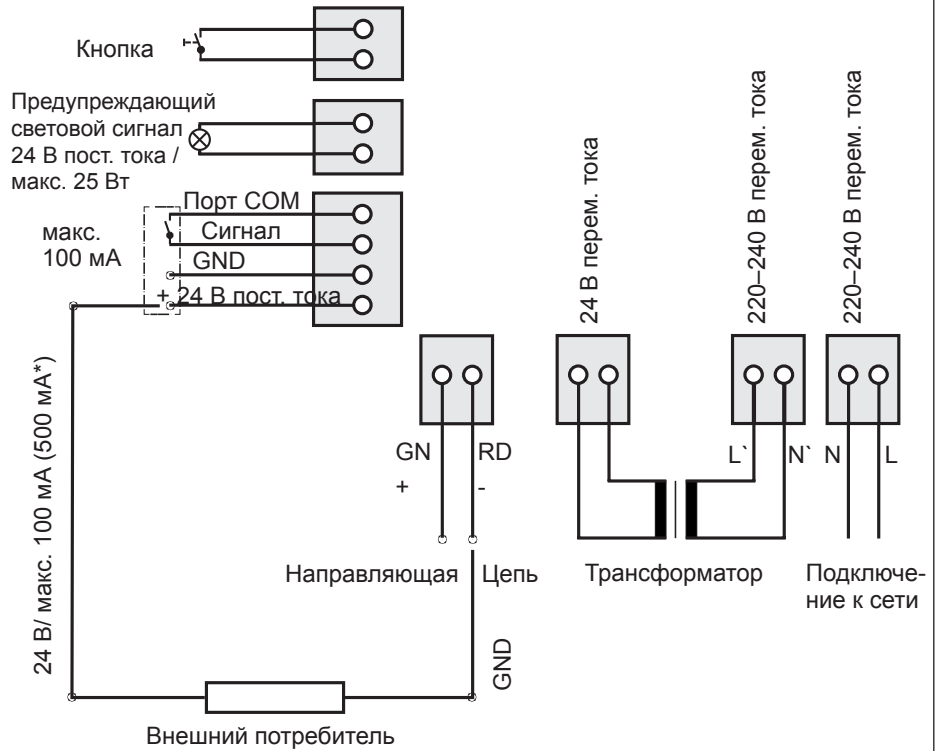 Кнопка
Предупреждающий
световой сигнал
24 В пост. тока /
макс. 25 Вт
Порт COM
Сигнал
GND
+ 24 В пост. тока
макс.
100 мА
24 В/ макс. 100 мА (500 мА*)
GN
RD
+
-
Направляющая
Цепь
GND
Внешний потребитель
24 В перем. тока
220–240 В перем. тока
220–240 В перем. тока
L`
N`
N
L
Трансформатор
Подключе-
ние к сети